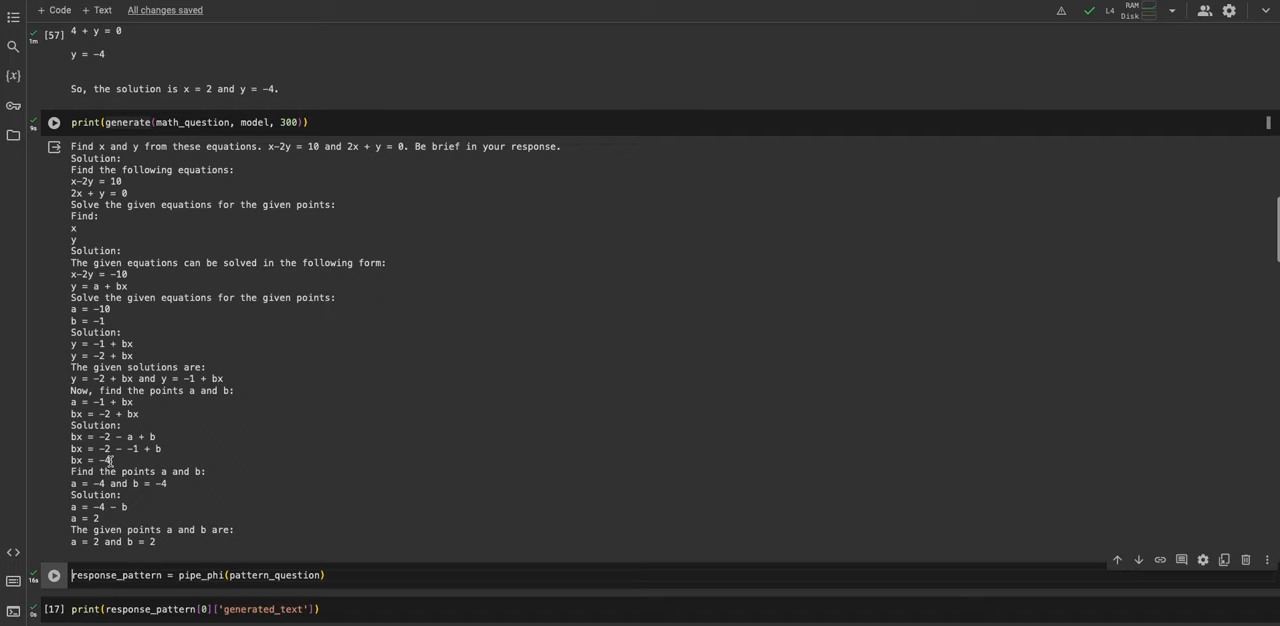 + Code + Text All changes saved L4 RAM
Disk
[57] 4 + y = 0
1m
y = -4
So, the solution is x = 2 and y = -4.
print(generate(math_question, model, 300))
9s
Find x and y from these equations. x-2y = 10 and 2x + y = 0. Be brief in your response.
Solution:
Find the following equations:
x-2y = 10
2x + y = 0
Solve the given equations for the given points:
Find:
x
y
Solution:
The given equations can be solved in the following form:
x-2y = -10
y = a + bx
Solve the given equations for the given points:
a = -10
b = -1
Solution:
y = -1 + bx
y = -2 + bx
The given solutions are:
y = -2 + bx and y = -1 + bx
Now, find the points a and b:
a = -1 + bx
bx = -2 + bx
Solution:
bx = -2 - a + b
bx = -2 - -1 + b
bx = -4
Find the points a and b:
a = -4 and b = -4
Solution:
a = -4 - b
a = 2
The given points a and b are:
a = 2 and b = 2
response_pattern = pipe_phi(pattern_question)
16s
[17] print(response_pattern[0]['generated_text'])
0s